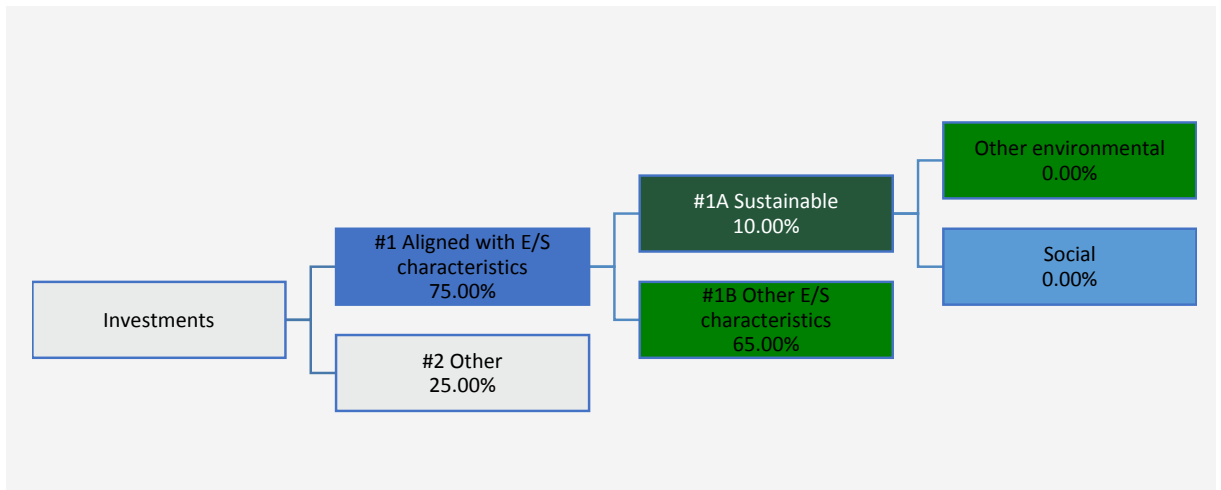 Investments
#1 Aligned with E/S
characteristics
75.00%
#2 Other
25.00%
#1A Sustainable
10.00%
#1B Other E/S
characteristics
65.00%
Other environmental
0.00%
Social
0.00%